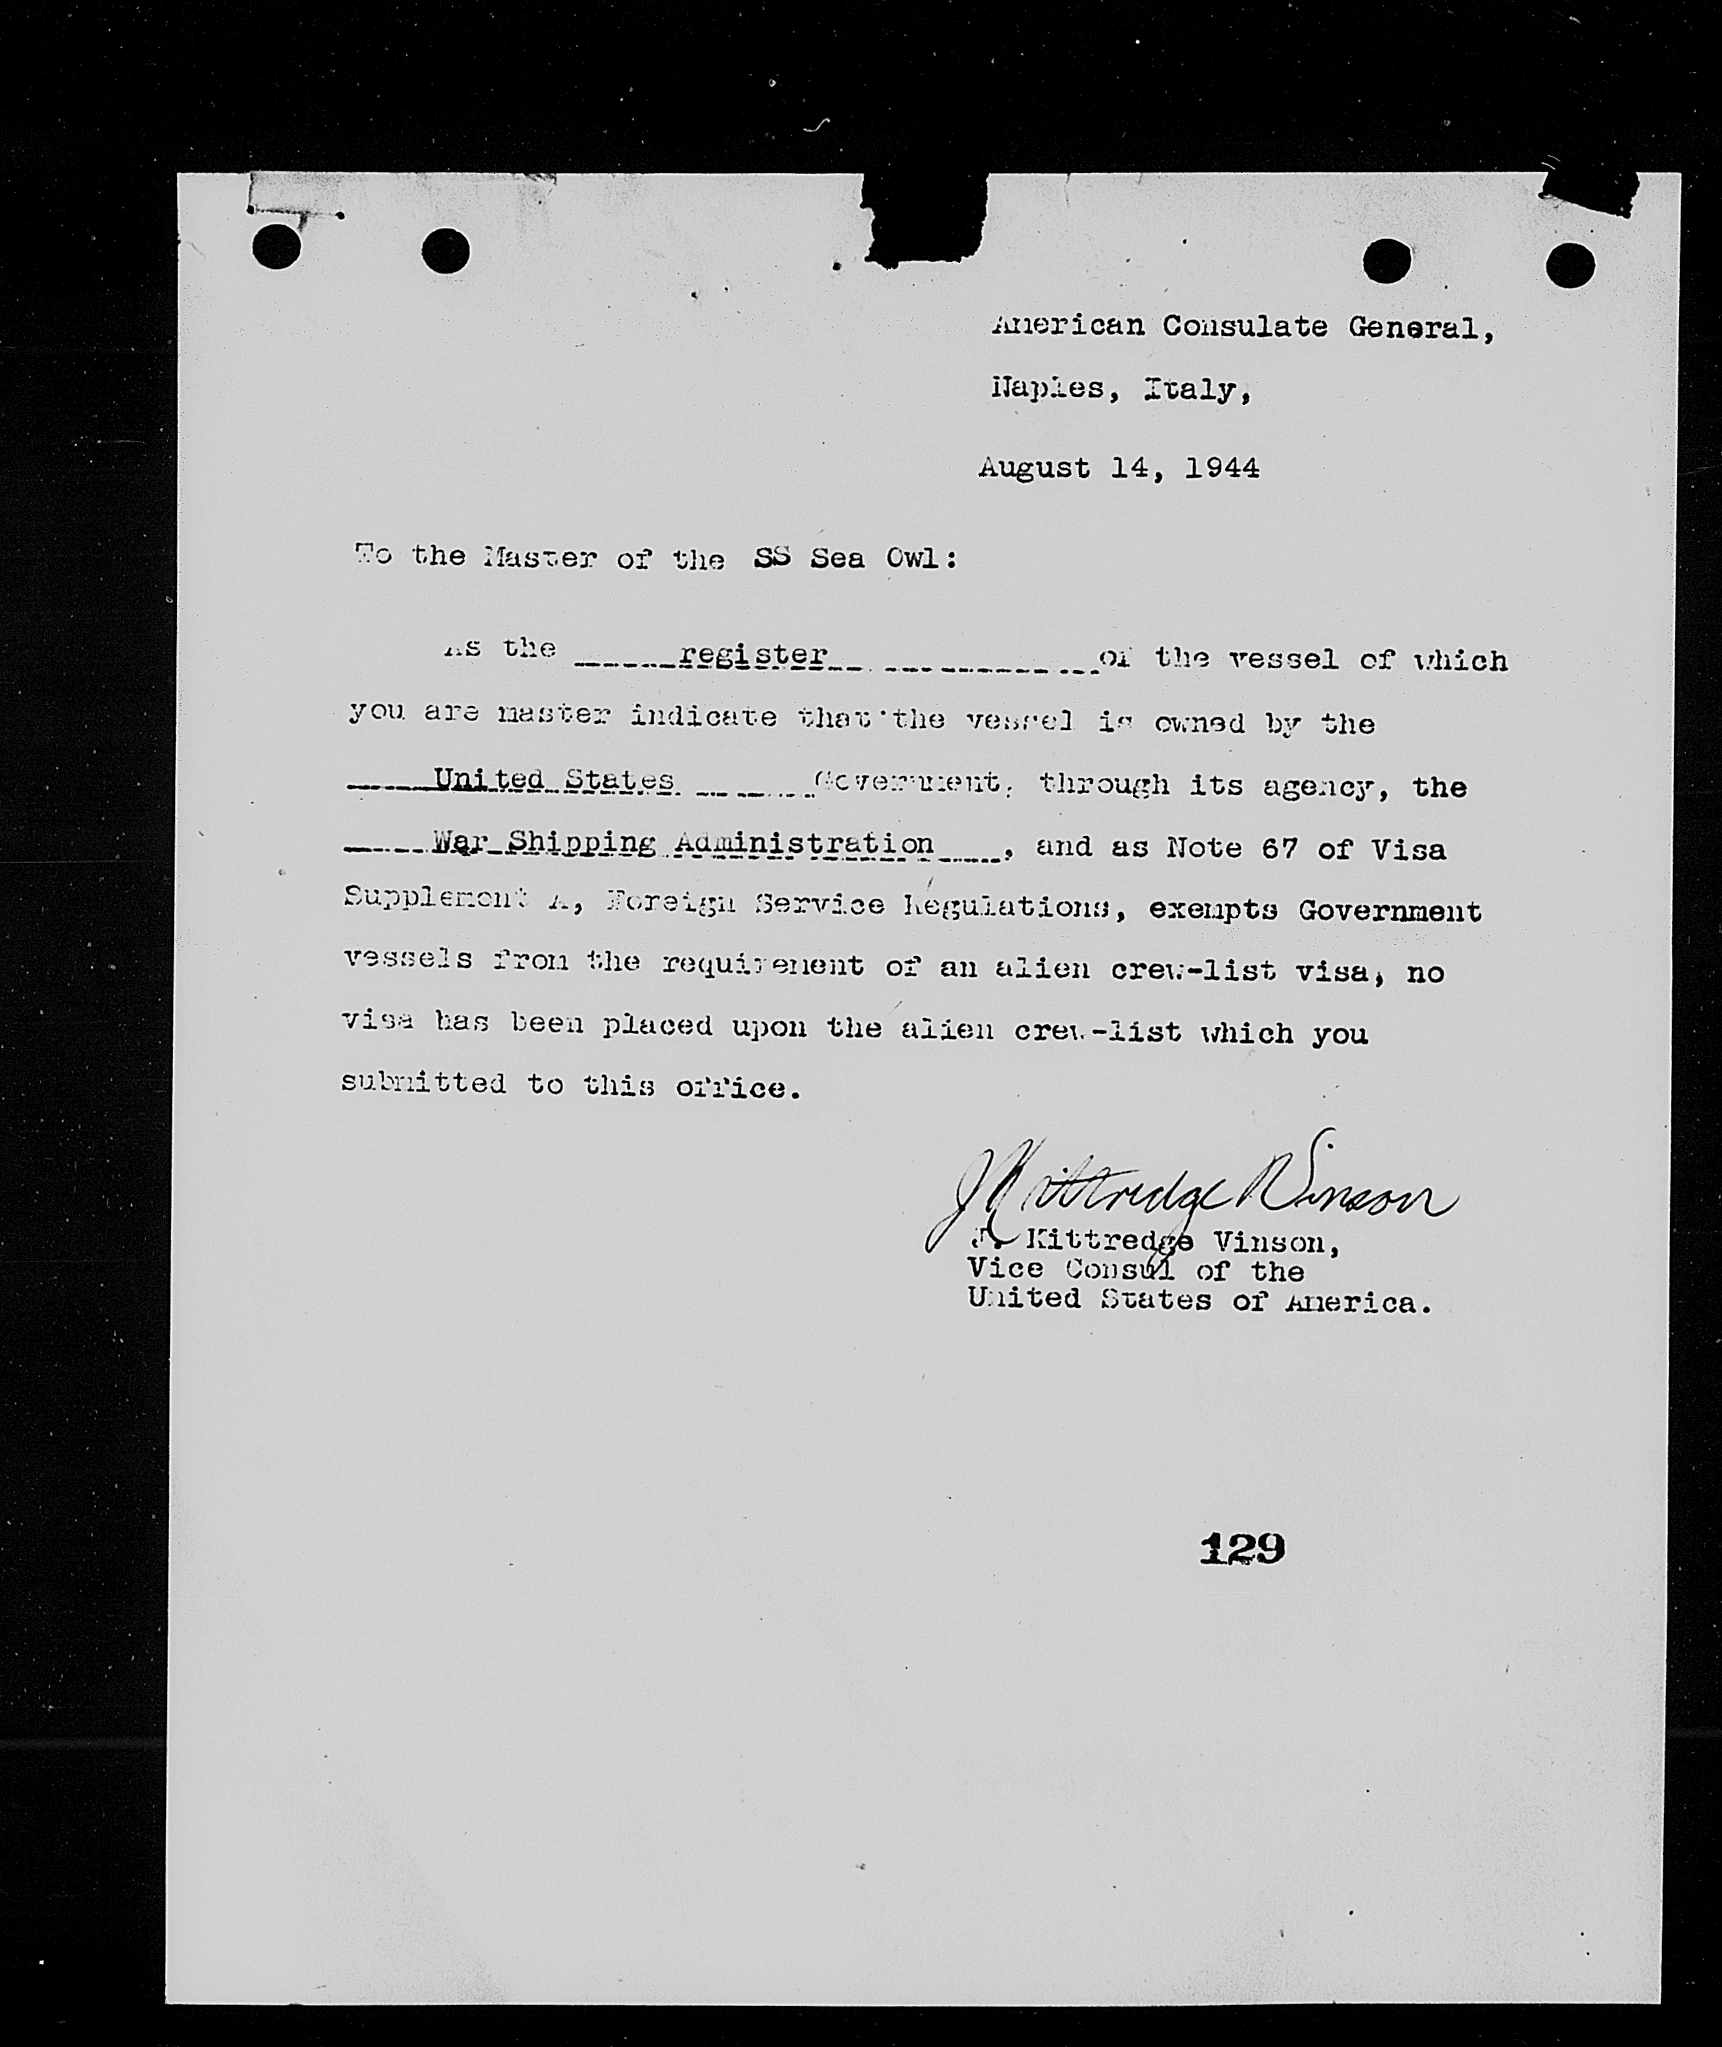 American Consulate General,
Naples, Italy,
August 14, 1944
To the Master of the SS Sea Owl:
As the register of the vessel of which
you are master indicate that the vessel is owned by the
United States Government, through its agency, the
War Shipping Administration, and as Note 67 of Visa
Supplement A, Foreign Service Regulations, exempts Government
vessels from the requirement of an alien crew-list visa, no
visa has been placed upon the alien crew-list which you
submitted to this office.
J Kittredge Vinson
J. Kittredge Vinson,
Vice Consul of the
United States of America.
129